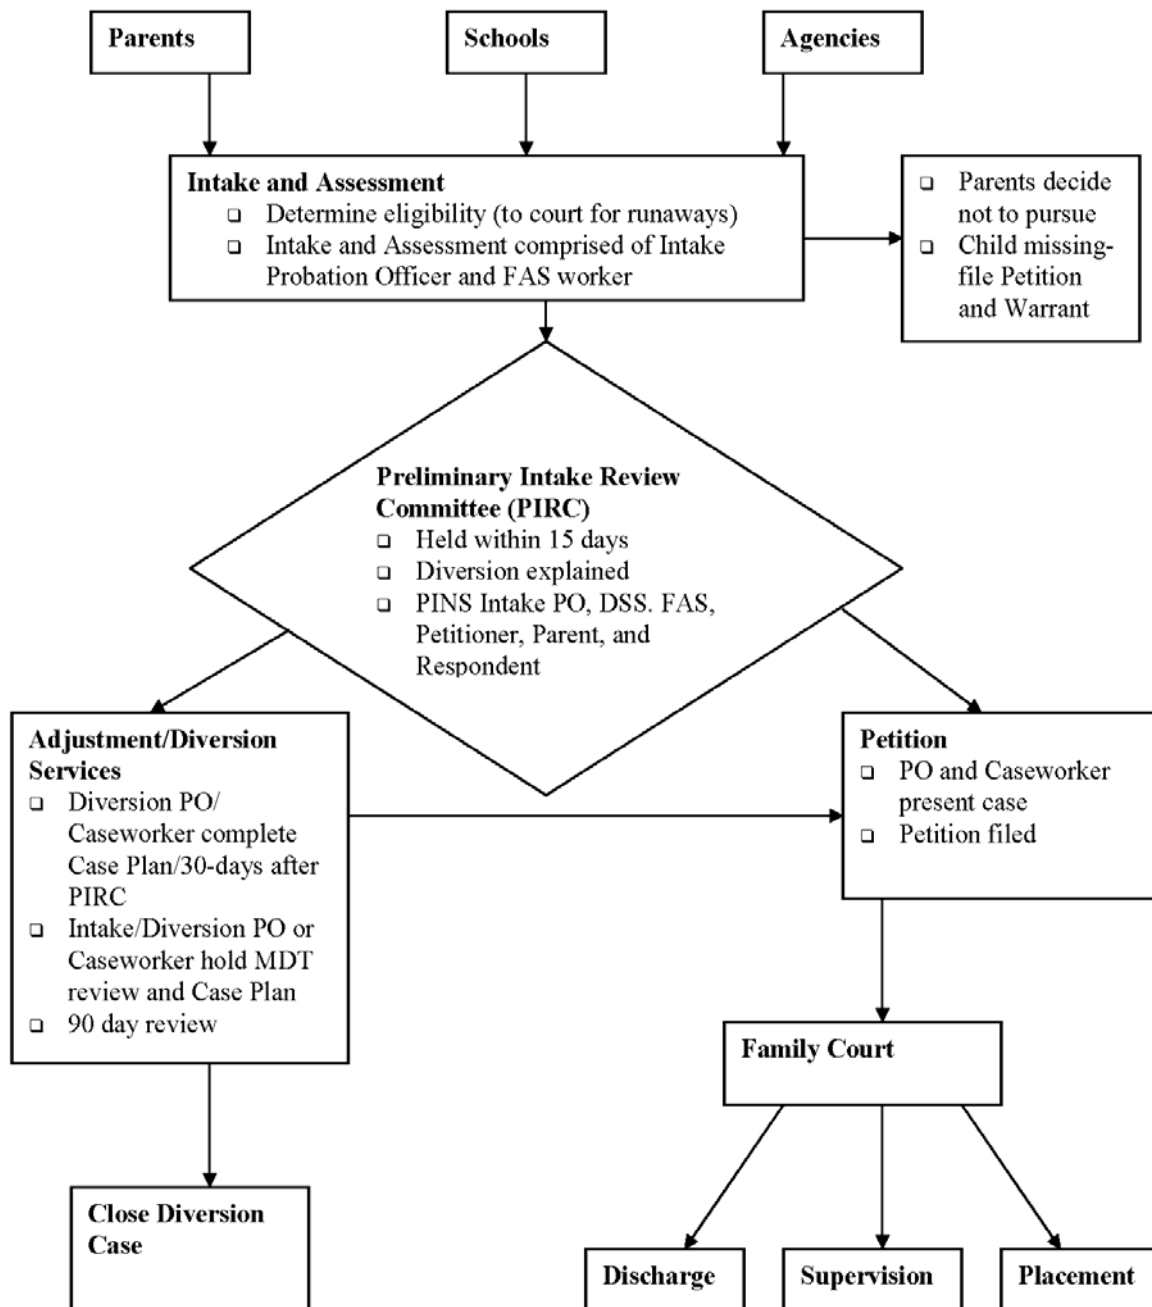 Parents
Schools
Agencies
Intake and Assessment
❑ Determine eligibility (to court for runaways)
❑ Intake and Assessment comprised of Intake
Probation Officer and FAS worker
❑ Parents decide
not to pursue
❑ Child missing-
file Petition
and Warrant
Preliminary Intake Review
Committee (PIRC)
❑ Held within 15 days
❑ Diversion explained
❑ PINS Intake PO, DSS. FAS,
Petitioner, Parent, and
Respondent
Adjustment/Diversion
Services
❑ Diversion PO/
Caseworker complete
Case Plan/30-days after
PIRC
❑ Intake/Diversion PO or
Caseworker hold MDT
review and Case Plan
❑ 90 day review
Petition
❑ PO and Caseworker
present case
❑ Petition filed
Family Court
Close Diversion
Case
Discharge
Supervision
Placement